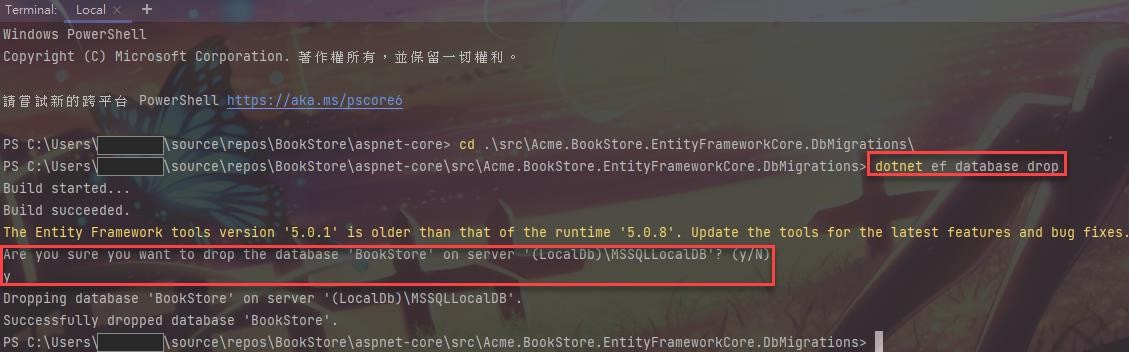 Terminal: Local × +
Windows PowerShell
Copyright (C) Microsoft Corporation. 著作權所有，並保留一切權利。
請嘗試新的跨平台 PowerShell https://aka.ms/pscore6
PS C:\Users\ \source\repos\BookStore\aspnet-core> cd .\src\Acme.BookStore.EntityFrameworkCore.DbMigrations\
PS C:\Users\ \source\repos\BookStore\aspnet-core\src\Acme.BookStore.EntityFrameworkCore.DbMigrations> dotnet ef database drop
Build started...
Build succeeded.
The Entity Framework tools version '5.0.1' is older than that of the runtime '5.0.8'. Update the tools for the latest features and bug fixes.
Are you sure you want to drop the database 'BookStore' on server '(LocalDb)\MSSQLLocalDB'? (y/N)
y
Dropping database 'BookStore' on server '(LocalDb)\MSSQLLocalDB'.
Successfully dropped database 'BookStore'.
PS C:\Users\ \source\repos\BookStore\aspnet-core\src\Acme.BookStore.EntityFrameworkCore.DbMigrations>